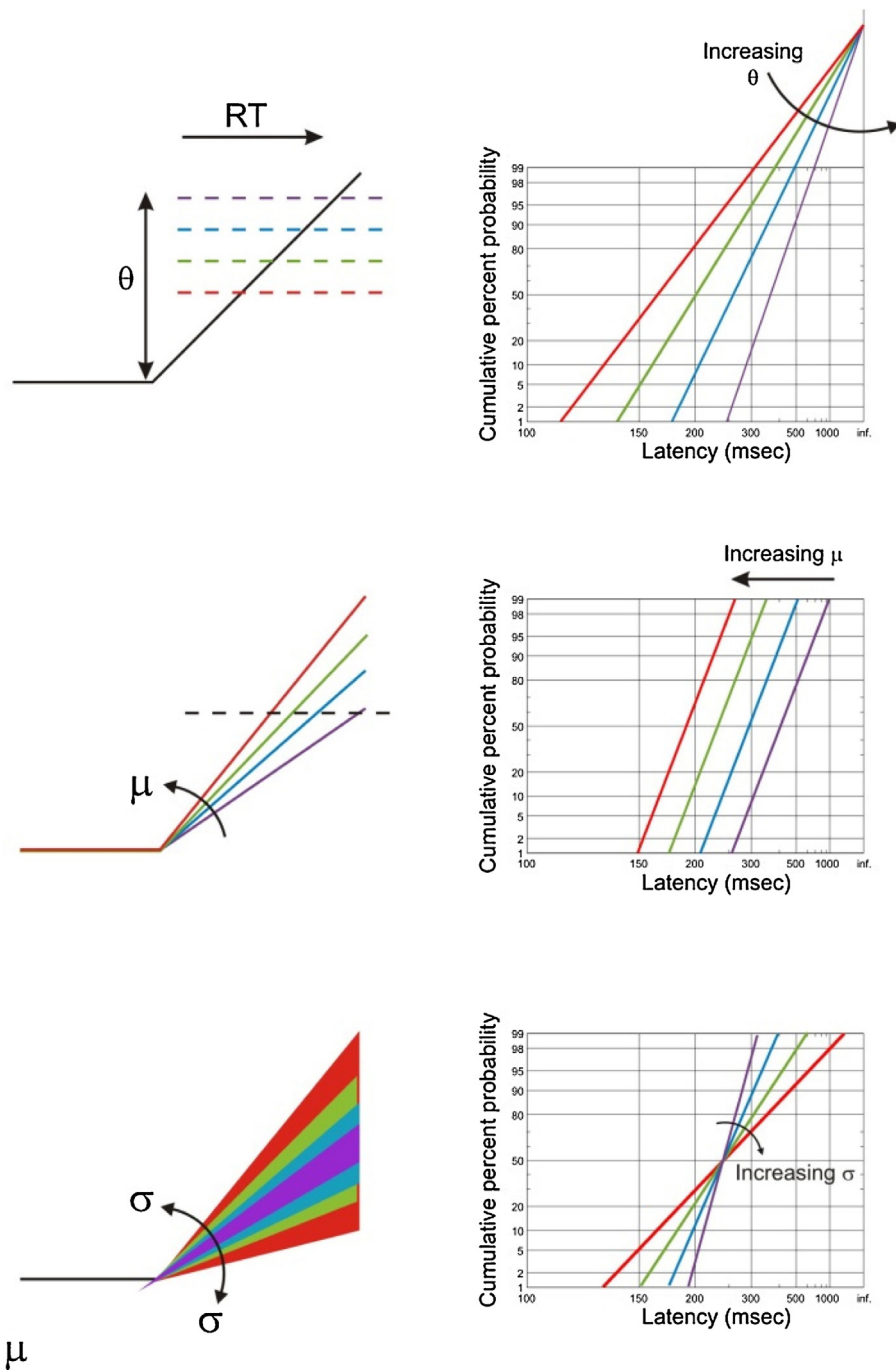 RT
θ
Increasing
θ
Cumulative percent probability
99
98
95
90
80
50
20
10
5
2
1
100 150 200 300 500 1000 inf.
Latency (msec)
μ
Increasing μ
Cumulative percent probability
99
98
95
90
80
50
20
10
5
2
1
100 150 200 300 500 1000 inf.
Latency (msec)
σ
σ
μ
Cumulative percent probability
99
98
95
90
80
50
20
10
5
2
1
Increasing σ
100 150 200 300 500 1000 inf.
Latency (msec)